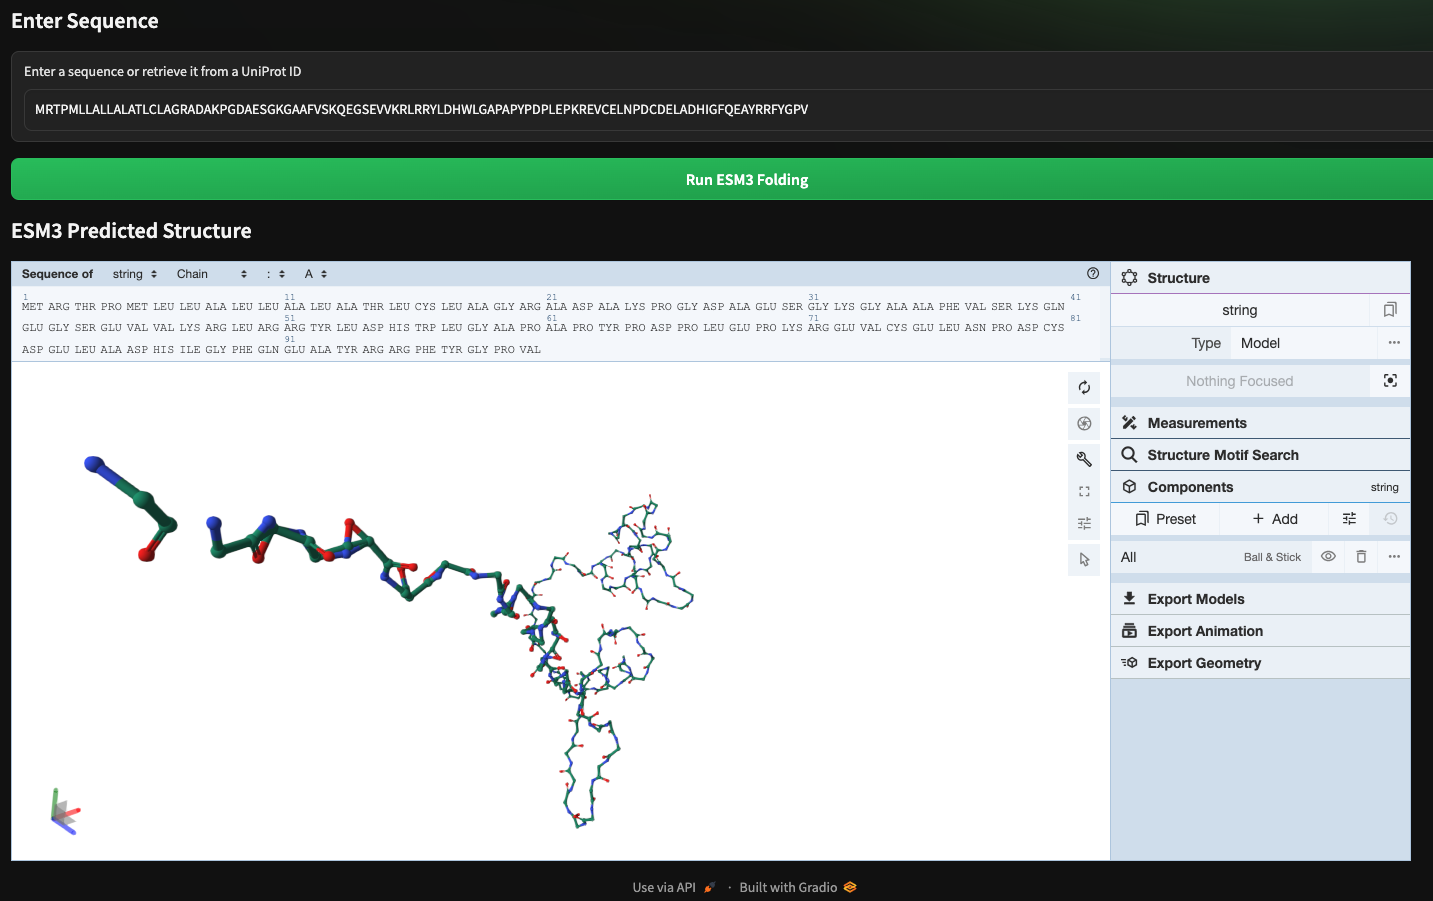 Enter Sequence
Enter a sequence or retrieve it from a UniProt ID
MRTPMLLALLALATLCLAGRADAKPGDAESGKGAAFVSKQEGSEVVKRLRRYLDHWLGAPAPYPDPLEPKREVCELNPDCDELADHIGFQEAYRRFYGPV
Run ESM3 Folding
ESM3 Predicted Structure
Sequence of string Chain : A
1 11 21 31 41
MET ARG THR PRO MET LEU LEU ALA LEU LEU ALA LEU ALA THR LEU CYS LEU ALA GLY ARG ALA ASP ALA LYS PRO GLY ASP ALA GLU SER GLY LYS GLY ALA ALA PHE VAL SER LYS GLN
51 61 71 81
GLU GLY SER GLU VAL VAL LYS ARG LEU ARG ARG TYR LEU ASP HIS TRP LEU GLY ALA PRO ALA PRO TYR PRO ASP PRO LEU GLU PRO LYS ARG GLU VAL CYS GLU LEU ASN PRO ASP CYS
91
ASP GLU LEU ALA ASP HIS ILE GLY PHE GLN GLU ALA TYR ARG ARG PHE TYR GLY PRO VAL
Structure
string
Type Model
Nothing Focused
Measurements
Structure Motif Search
Components string
Preset + Add
All Ball & Stick
Export Models
Export Animation
Export Geometry
Use via API · Built with Gradio